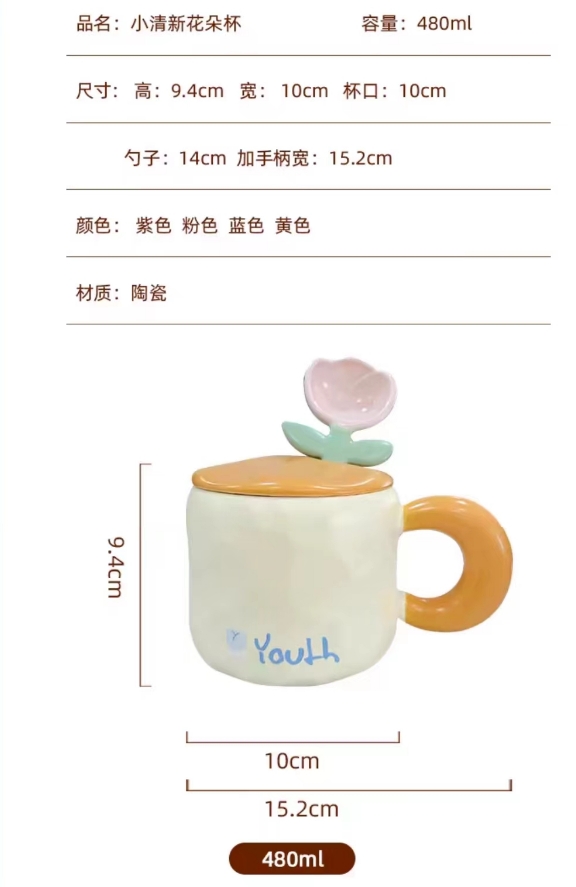 品名：小清新花朵杯 容量：480ml
尺寸： 高：9.4cm 宽： 10cm 杯口：10cm
勺子：14cm 加手柄宽：15.2cm
颜色： 紫色 粉色 蓝色 黄色
材质：陶瓷
9.4cm
Youth
10cm
15.2cm
480ml